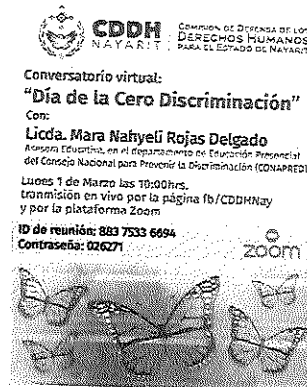 CDDH
NAYARIT
COMISIÓN DE DEFENSA DE LOS
DERECHOS HUMANOS
PARA EL ESTADO DE NAYARIT
Conversatorio virtual:
"Día de la Cero Discriminación"
Con:
Licda. Mara Nahyeli Rojas Delgado
Asesora Educativa, en el departamento de Educación Presencial
del Consejo Nacional para Prevenir la Discriminación (CONAPRED)
Lunes 1 de Marzo las 10:00hrs.
tranmisión en vivo por la página fb/CDDHNay
y por la plataforma Zoom
ID de reunión: 883 7533 6694
Contraseña: 026271
zoom